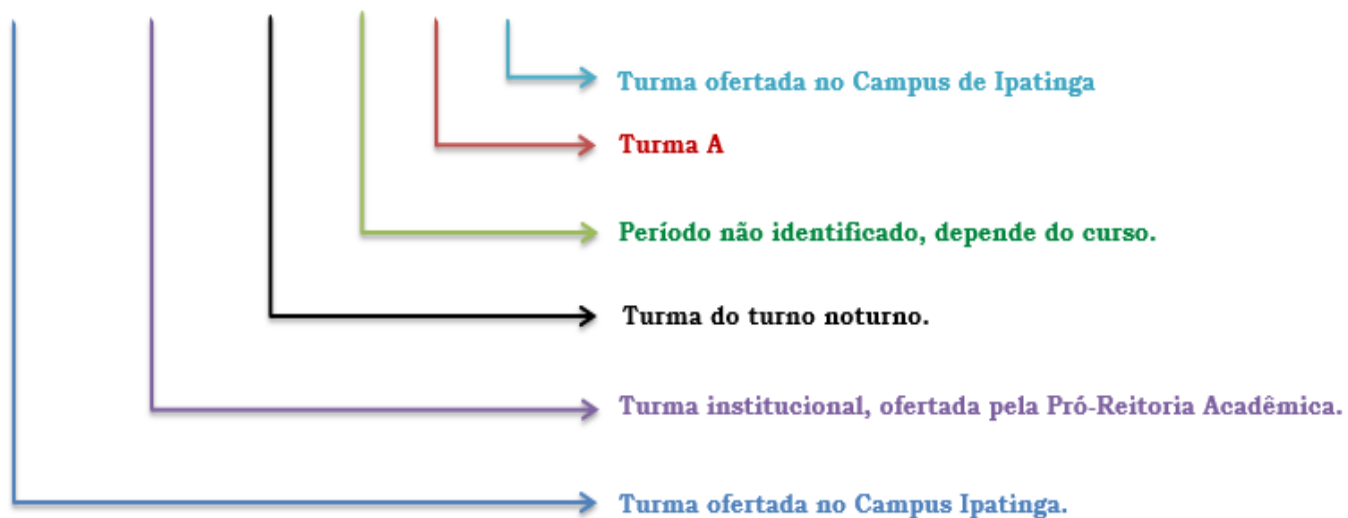 Turma ofertada no Campus de Ipatinga
Turma A
Período não identificado, depende do curso.
Turma do turno noturno.
Turma institucional, ofertada pela Pró-Reitoria Acadêmica.
Turma ofertada no Campus Ipatinga.